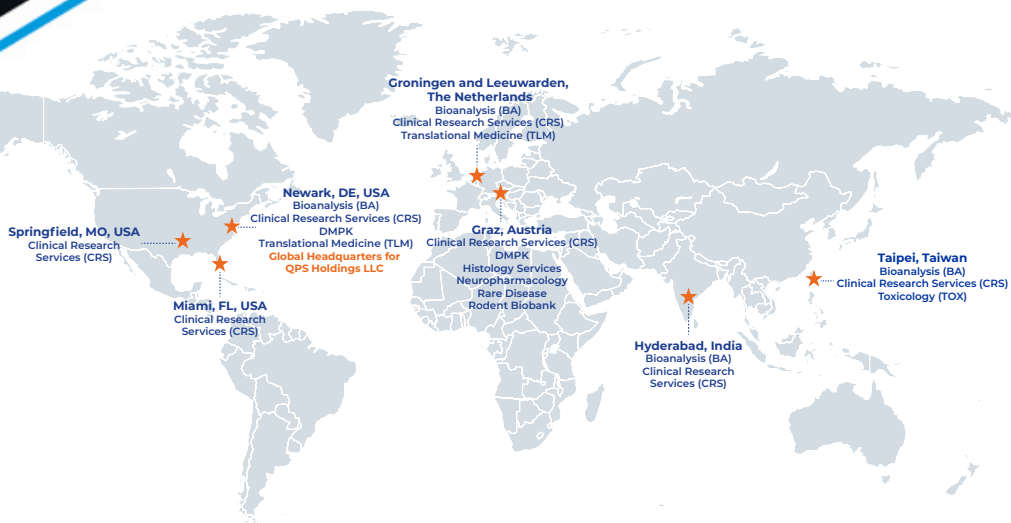 Groningen and Leeuwarden,
The Netherlands
Bioanalysis (BA)
Clinical Research Services (CRS)
Translational Medicine (TLM)
Newark, DE, USA
Bioanalysis (BA)
Clinical Research Services (CRS)
DMPK
Translational Medicine (TLM)
Global Headquarters for
QPS Holdings LLC
Springfield, MO, USA
Clinical Research
Services (CRS)
Miami, FL, USA
Clinical Research
Services (CRS)
Graz, Austria
Clinical Research Services (CRS)
DMPK
Histology Services
Neuropharmacology
Rare Disease
Rodent Biobank
Taipei, Taiwan
Bioanalysis (BA)
Clinical Research Services (CRS)
Toxicology (TOX)
Hyderabad, India
Bioanalysis (BA)
Clinical Research
Services (CRS)